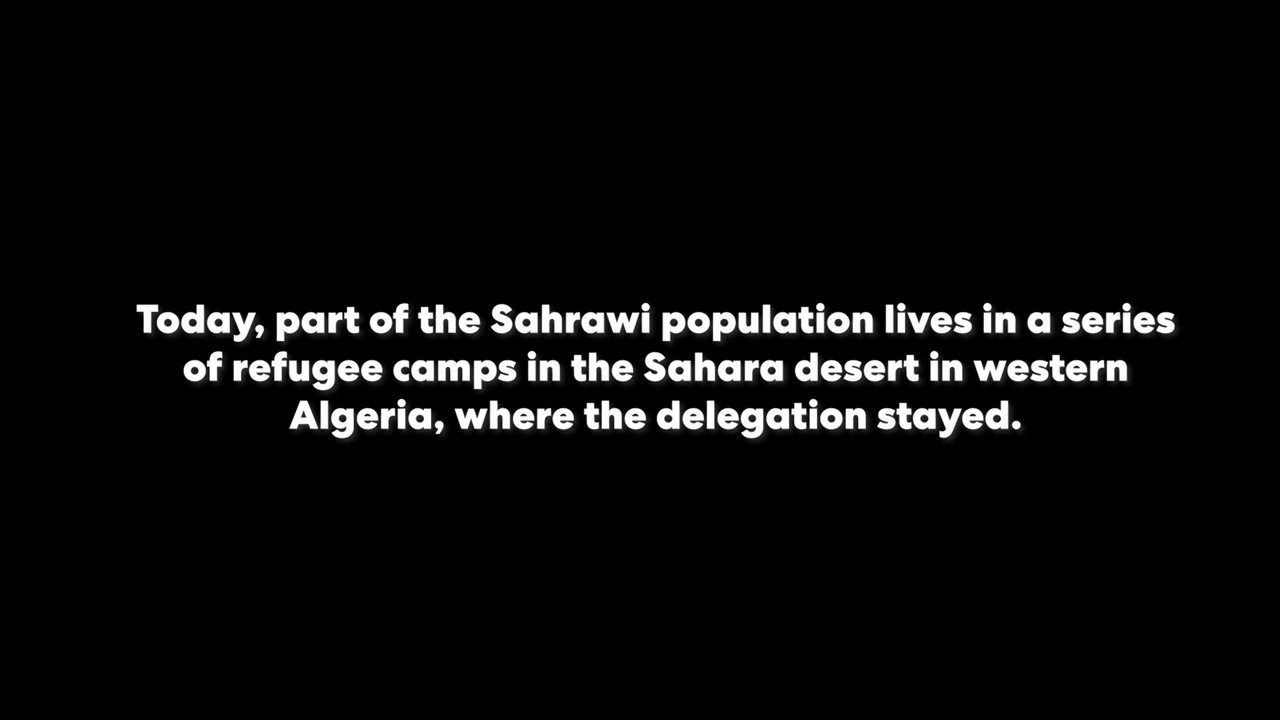 Today, part of the Sahrawi population lives in a series
of refugee camps in the Sahara desert in western
Algeria, where the delegation stayed.